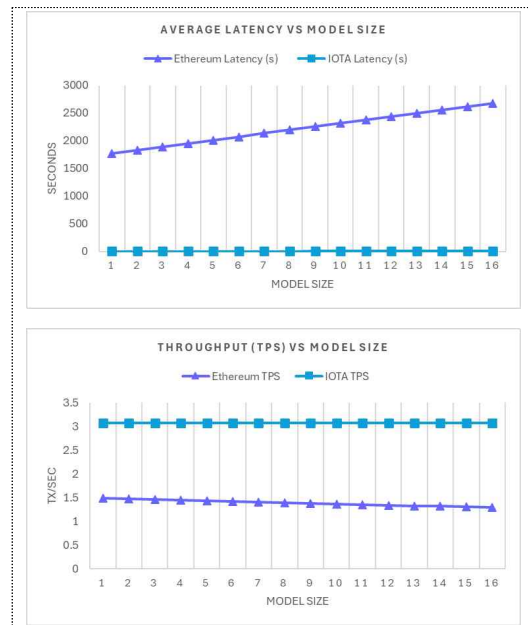 AVERAGE LATENCY VS MODEL SIZE
Ethereum Latency (s) IOTA Latency (s)
3000
2500
2000
1500
1000
500
0
SECONDS
1 2 3 4 5 6 7 8 9 10 11 12 13 14 15 16
MODEL SIZE
THROUGHPUT (TPS) VS MODEL SIZE
Ethereum TPS IOTA TPS
3.5
3
2.5
2
1.5
1
0.5
0
TX/SEC
1 2 3 4 5 6 7 8 9 10 11 12 13 14 15 16
MODEL SIZE